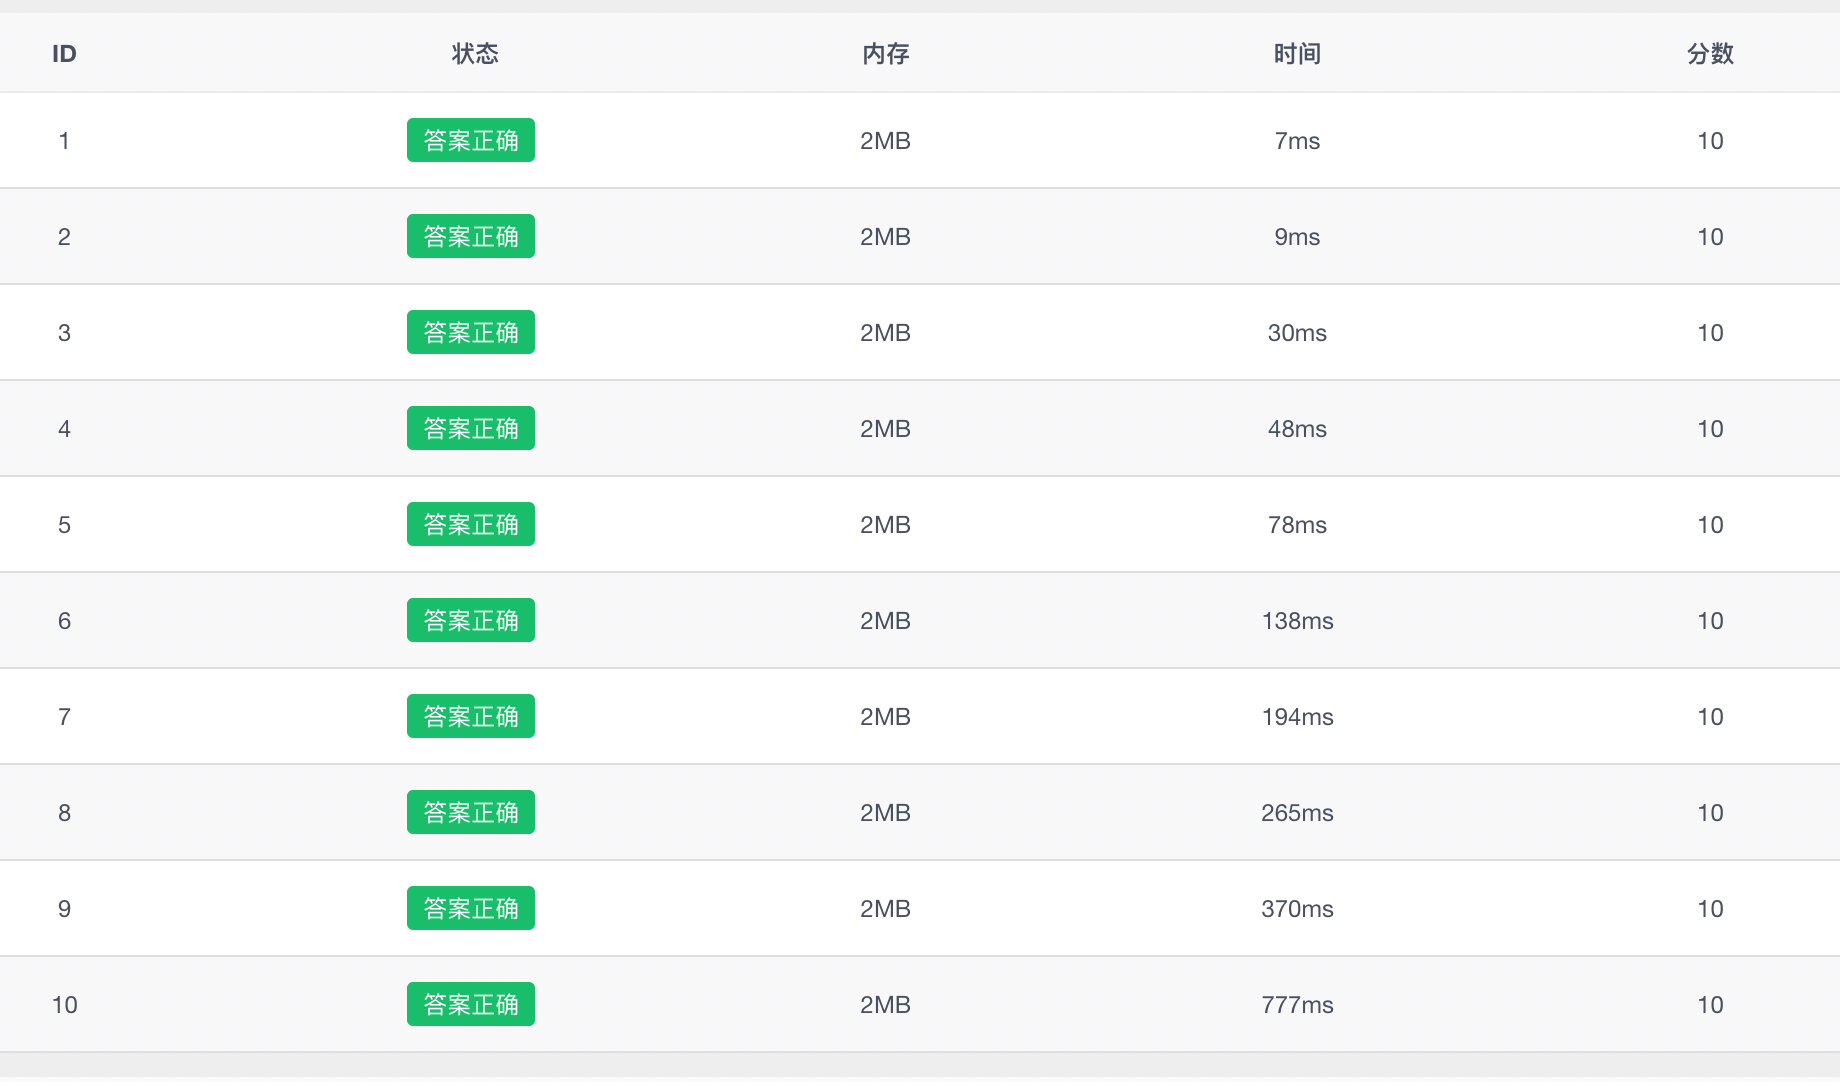 ID 状态 内存 时间 分数
1 答案正确 2MB 7ms 10
2 答案正确 2MB 9ms 10
3 答案正确 2MB 30ms 10
4 答案正确 2MB 48ms 10
5 答案正确 2MB 78ms 10
6 答案正确 2MB 138ms 10
7 答案正确 2MB 194ms 10
8 答案正确 2MB 265ms 10
9 答案正确 2MB 370ms 10
10 答案正确 2MB 777ms 10